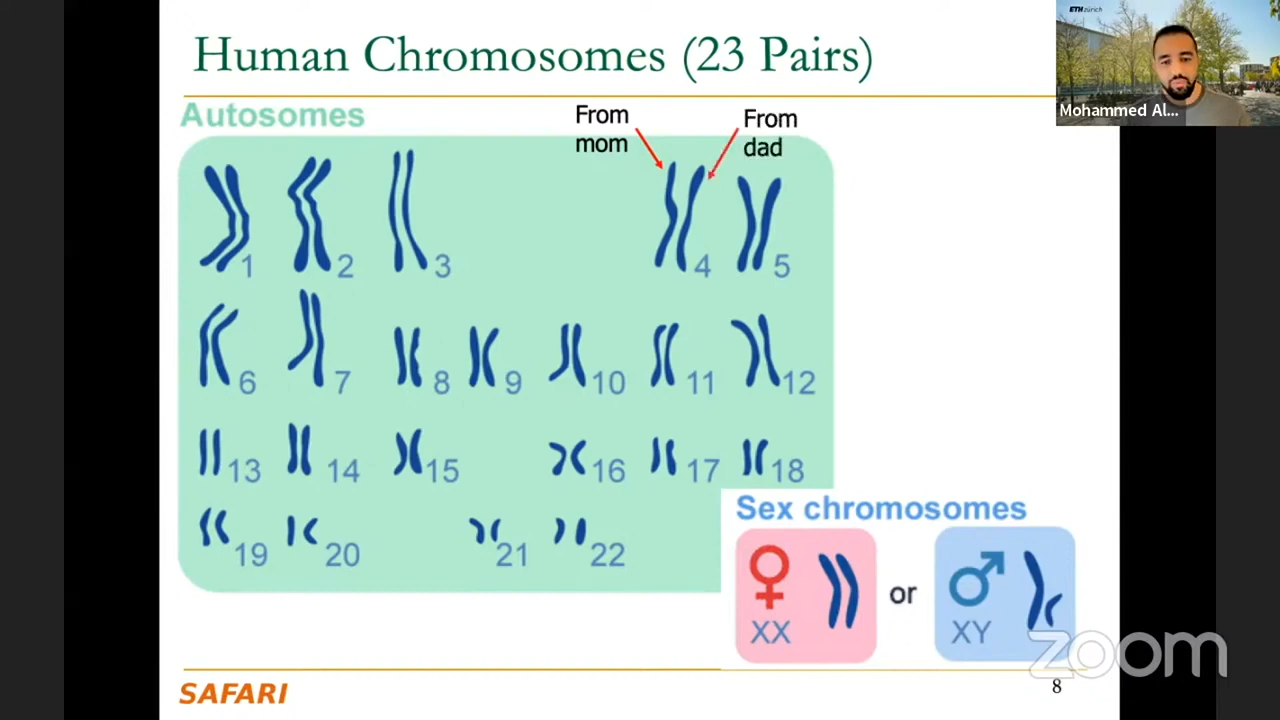 Human Chromosomes (23 Pairs)
ETH zürich
Mohammed Al...
Autosomes
From
mom
From
dad
1
2
3
4
5
6
7
8
9
10
11
12
13
14
15
16
17
18
19
20
21
22
Sex chromosomes
XX
or
XY
zoom
SAFARI
8